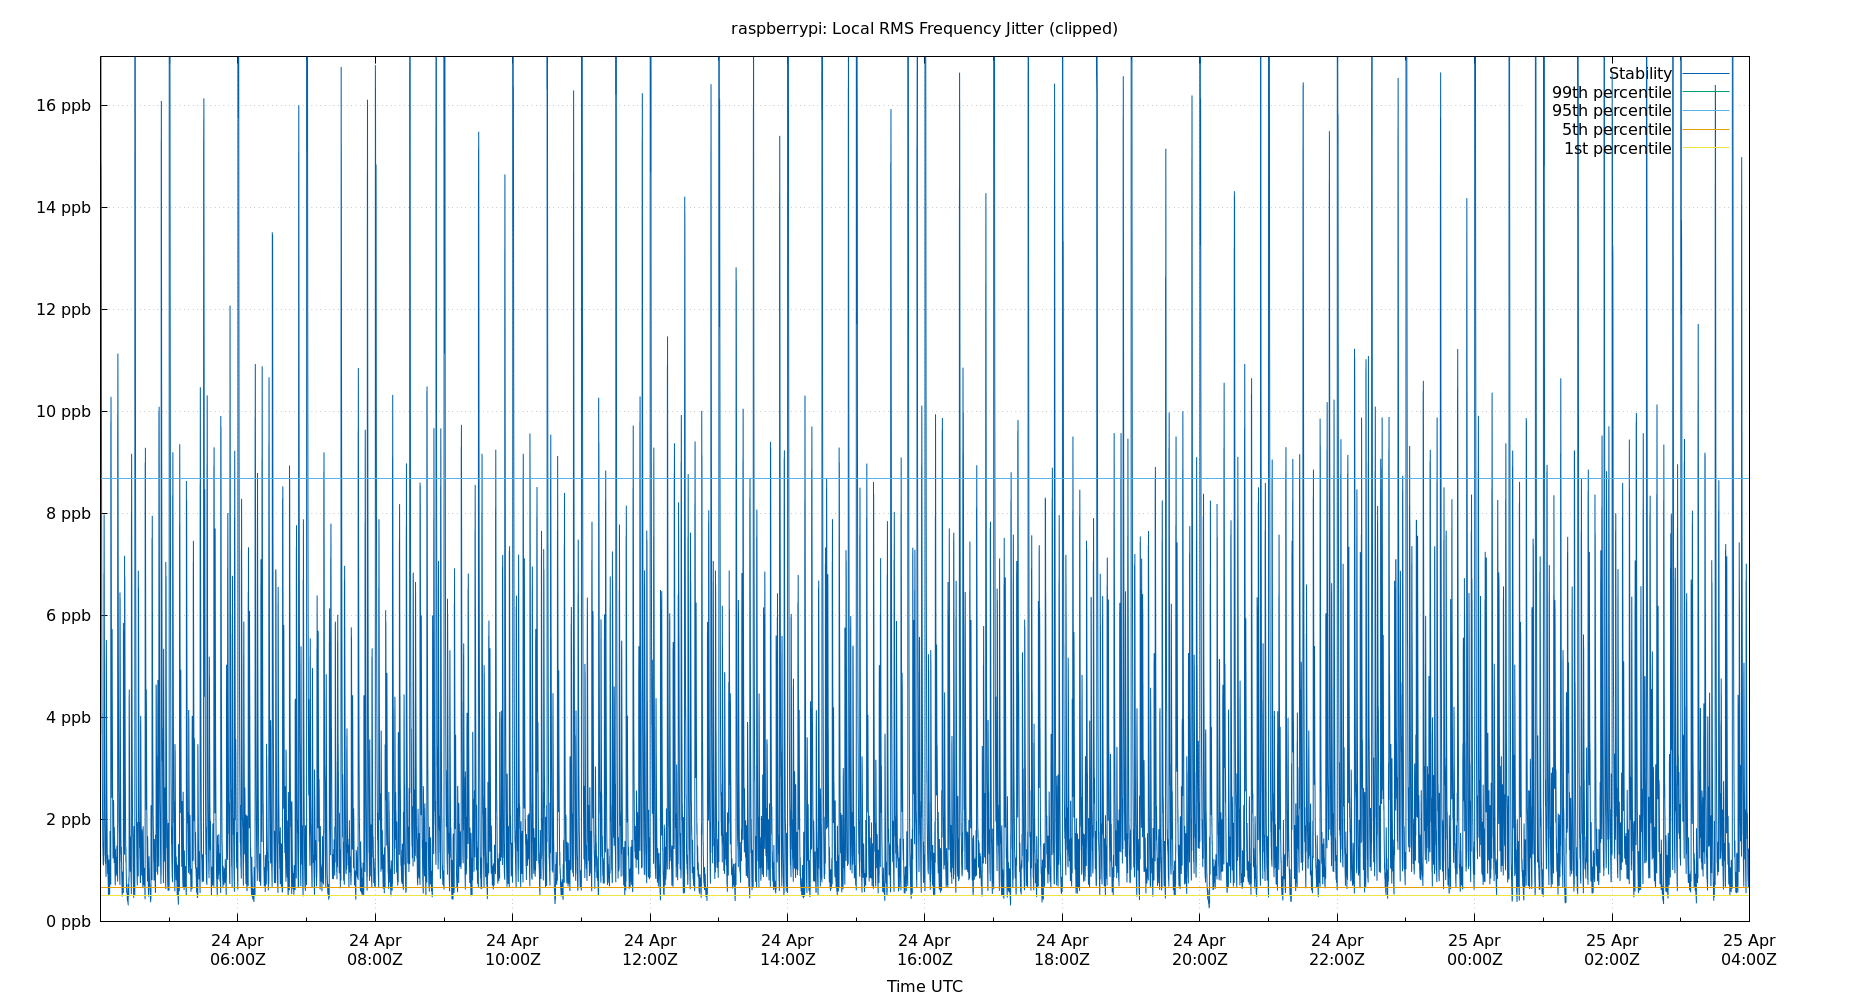 raspberrypi: Local RMS Frequency Jitter (clipped)
Stability
99th percentile
95th percentile
5th percentile
1st percentile
16 ppb
14 ppb
12 ppb
10 ppb
8 ppb
6 ppb
4 ppb
2 ppb
0 ppb
24 Apr 24 Apr 24 Apr 24 Apr 24 Apr 24 Apr 24 Apr 24 Apr 24 Apr 25 Apr 25 Apr 25 Apr
06:00Z 08:00Z 10:00Z 12:00Z 14:00Z 16:00Z 18:00Z 20:00Z 22:00Z 00:00Z 02:00Z 04:00Z
Time UTC